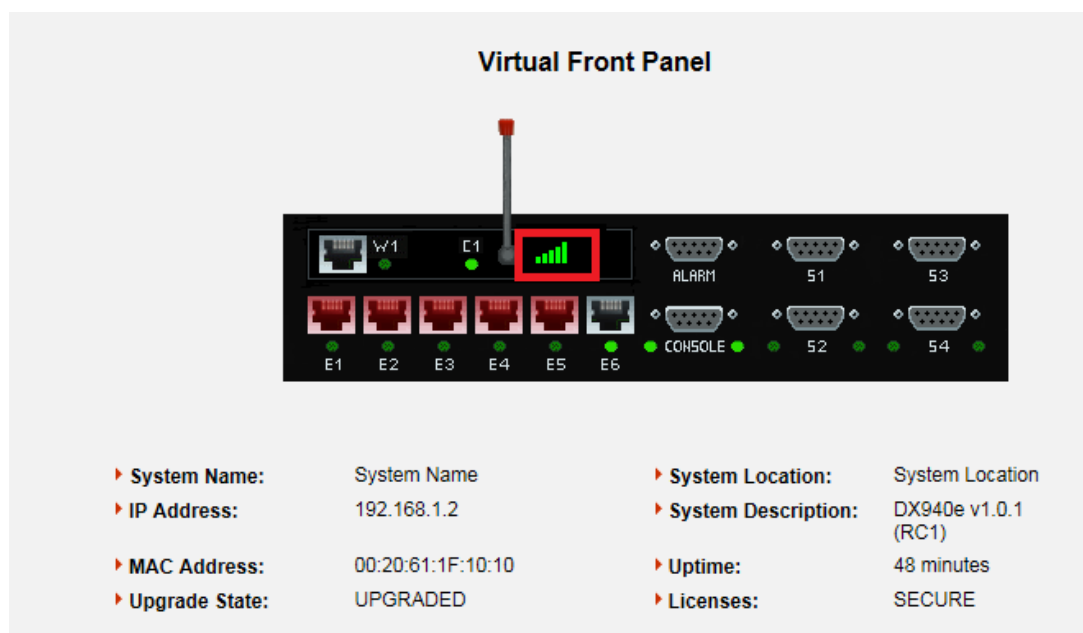 Virtual Front Panel
W1 C1
ALARM S1 S3
CONSOLE S2 S4
E1 E2 E3 E4 E5 E6
System Name: System Name System Location: System Location
IP Address: 192.168.1.2 System Description: DX940e v1.0.1
(RC1)
MAC Address: 00:20:61:1F:10:10 Uptime: 48 minutes
Upgrade State: UPGRADED Licenses: SECURE